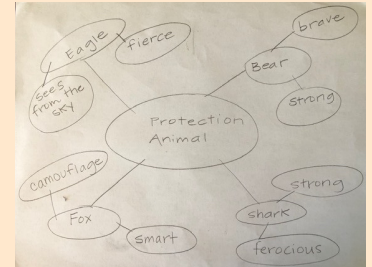 Eagle
fierce
sees
from the
sky
brave
Bear
strong
Protection
Animal
camouflage
Fox
smart
strong
shark
ferocious